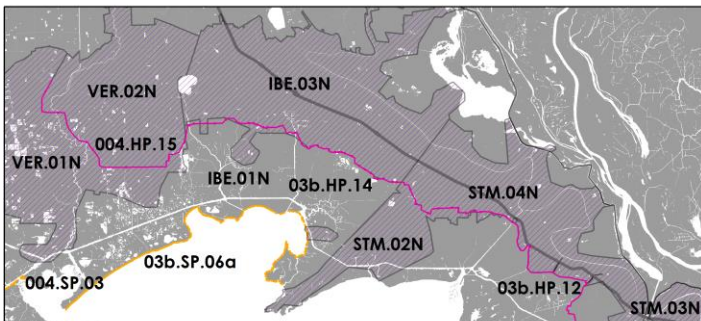 IBE.03N
VER.02N
004.HP.15
VER.01N
IBE.01N
03b.HP.14
STM.04N
STM.02N
03b.SP.06a
004.SP.03
03b.HP.12
STM.03N